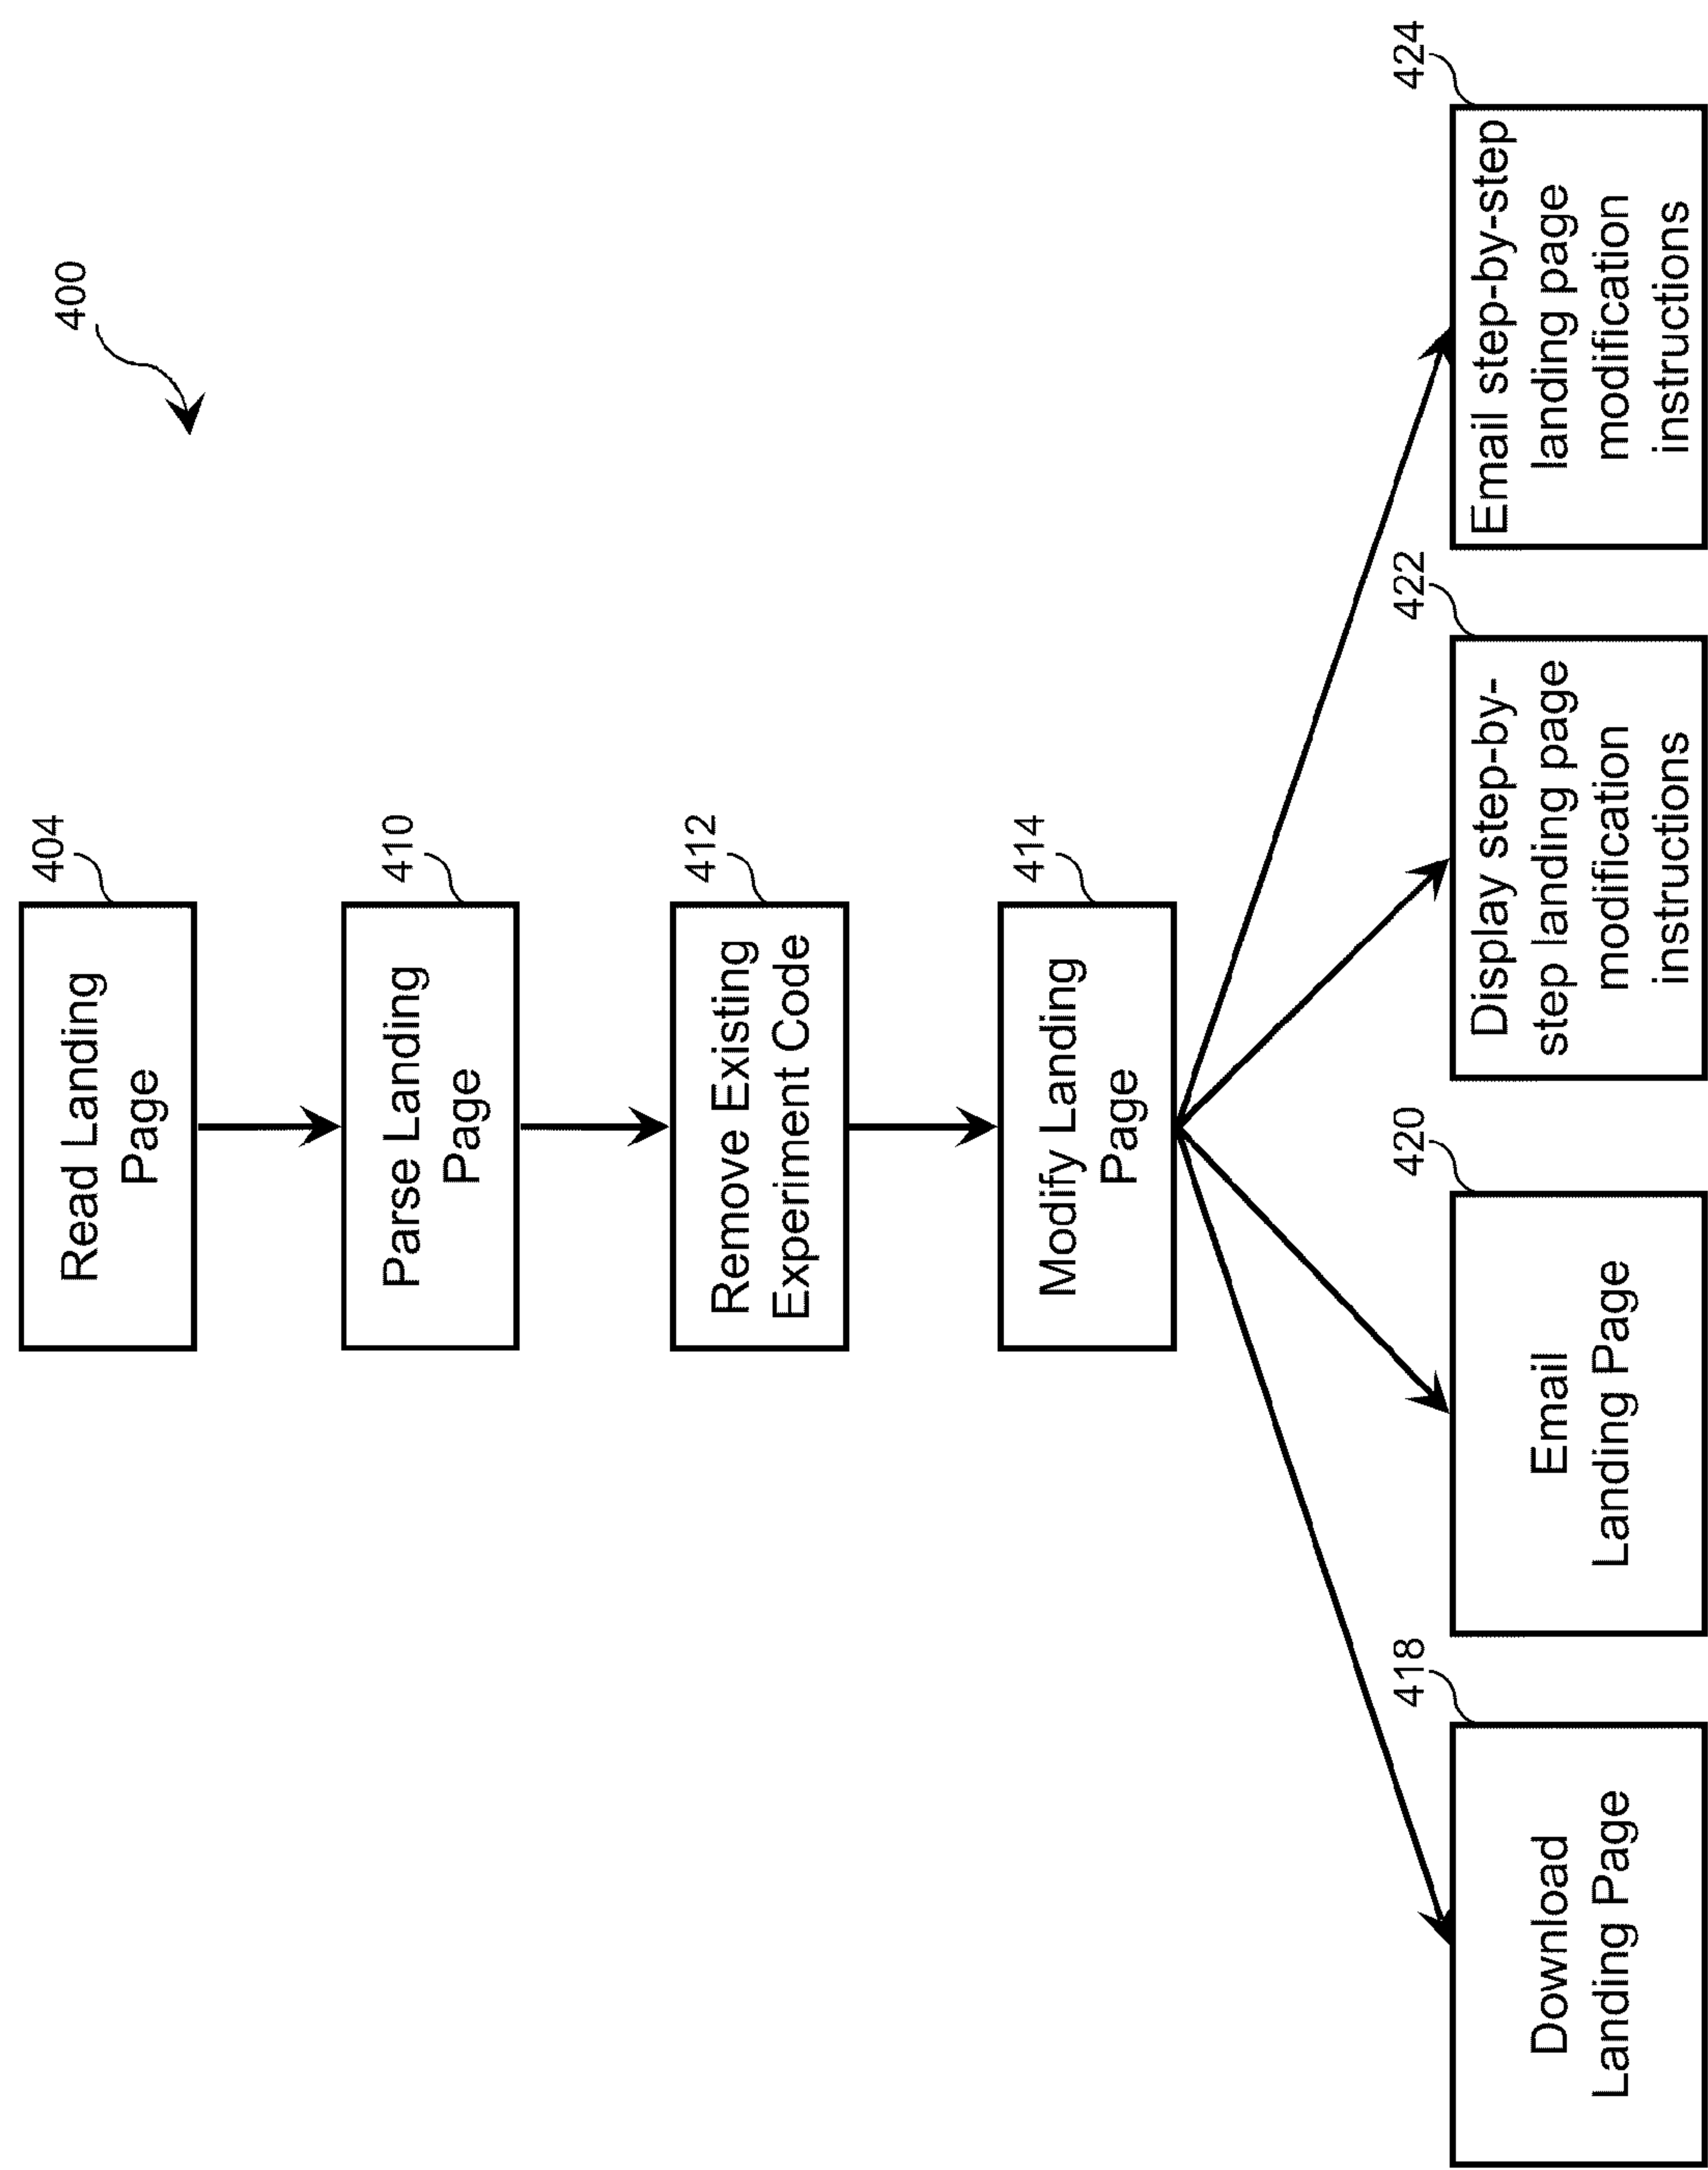 400
404
Read Landing
Page
410
Parse Landing
Page
412
Remove Existing
Experiment Code
414
Modify Landing
Page
418
Download
Landing Page
420
Email
Landing Page
422
Display step-by-
step landing page
modification
instructions
424
Email step-by-step
landing page
modification
instructions